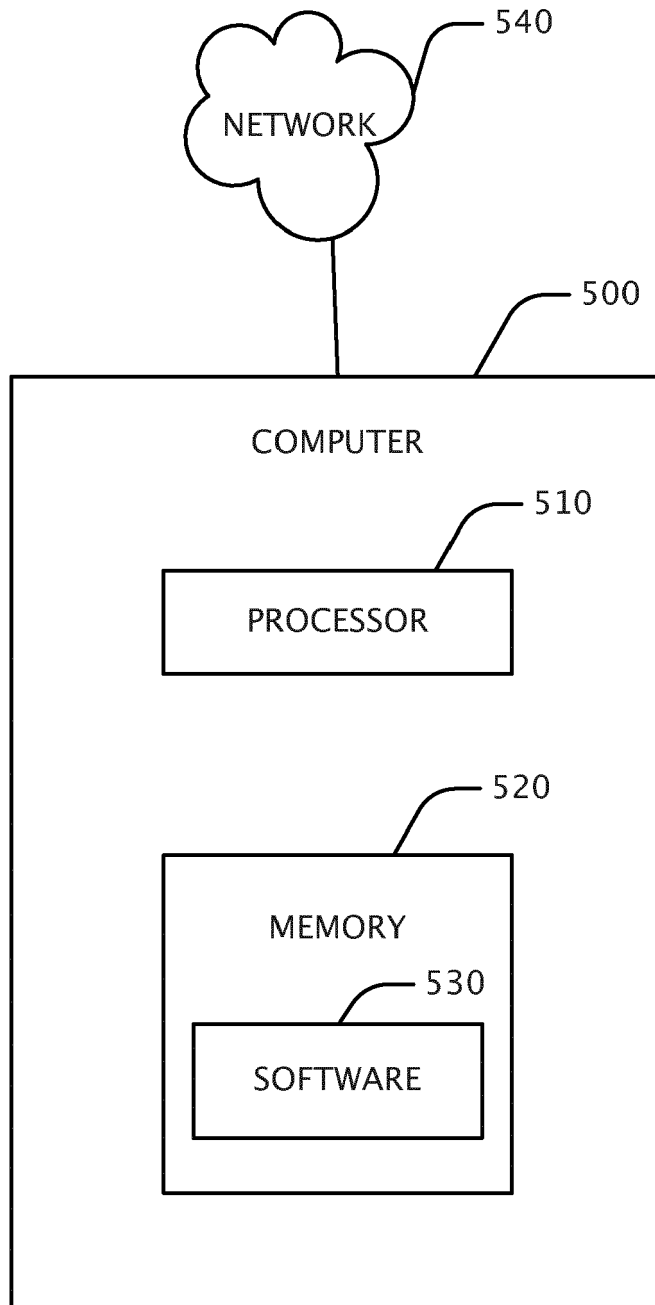 540
NETWORK
500
COMPUTER
510
PROCESSOR
520
MEMORY
530
SOFTWARE